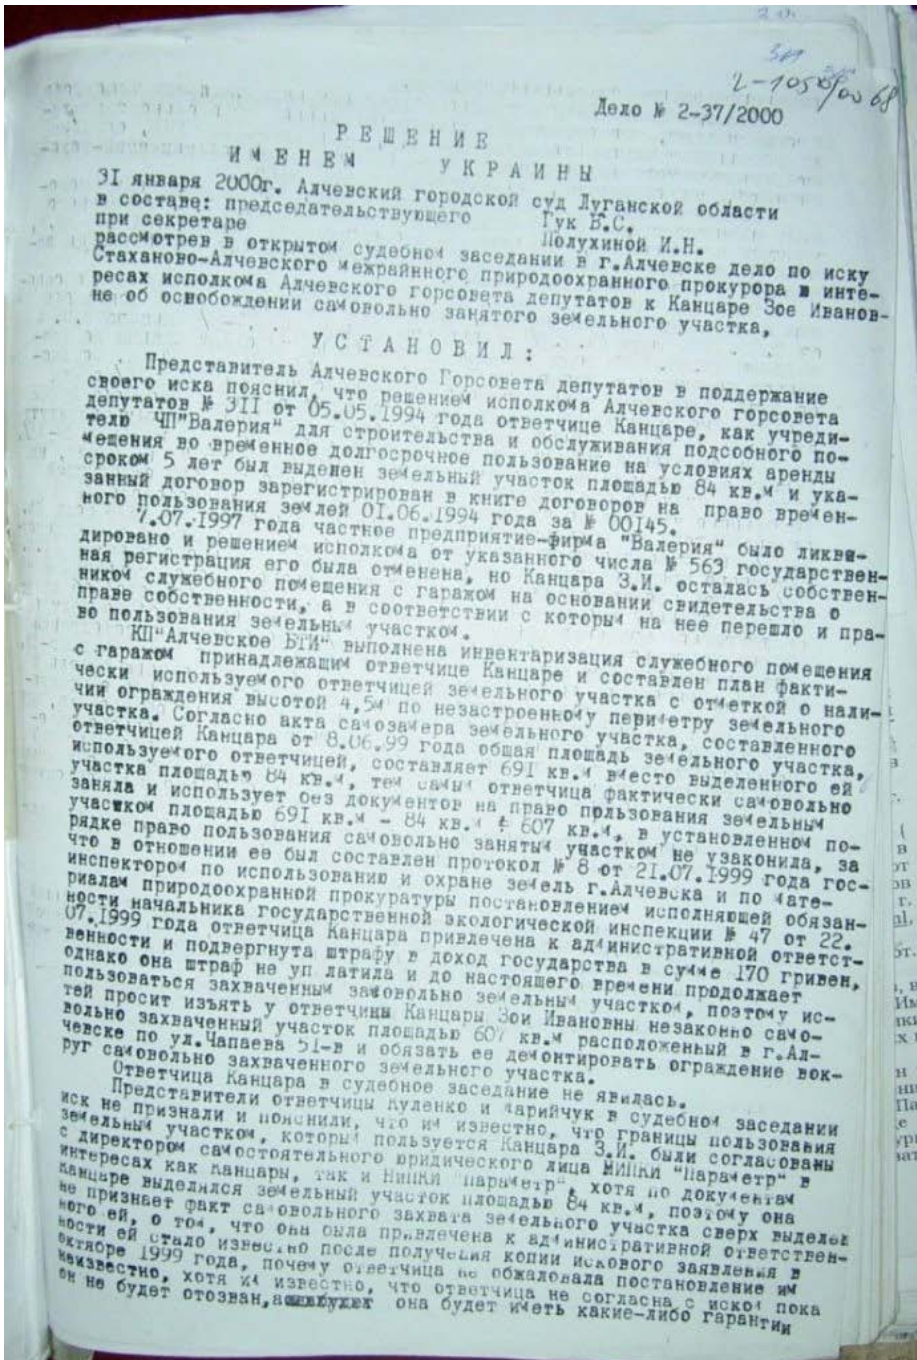 2-1050/00 68
Дело № 2-37/2000
РЕШЕНИЕ
ИМЕНЕМ УКРАИНЫ
31 января 2000г. Алчевский городской суд Луганской области
в составе: председательствующего Гук В.С.
при секретаре Полухиной И.Н.
рассмотрев в открытом судебном заседании в г.Алчевске дело по иску
Стаханово-Алчевского межрайнного природоохранного прокурора в инте-
ресах исполкома Алчевского горсовета депутатов к Канцаре Зое Иванов-
не об освобождении самовольно занятого земельного участка,
УСТАНОВИЛ:
Представитель Алчевского Горсовета депутатов в поддержание
своего иска пояснил, что решением исполкома Алчевского горсовета
депутатов № 311 от 05.05.1994 года ответчице Канцаре, как учреди-
телю ЧП"Валерия" для строительства и обслуживания подсобного по-
мещения во временное долгосрочное пользование на условиях аренды
сроком 5 лет был выделен земельный участок площадью 84 кв.м и ука-
занный договор зарегистрирован в книге договоров на право времен-
ного пользования землей 01.06.1994 года за № 00145.
7.07.1997 года частное предприятие-фирма "Валерия" было ликви-
дировано и решением исполкома от указанного числа № 563 государствен-
ная регистрация его была отменена, но Канцара З.И. осталась собствен-
ником служебного помещения с гаражом на основании свидетельства о
праве собственности, а в соответствии с которым на нее перешло и пра-
во пользования земельным участком.
КП"Алчевское БТИ" выполнена инвентаризация служебного помещения
с гаражом принадлежащим ответчице Канцаре и составлен план факти-
чески используемого ответчицей земельного участка с отметкой о нали-
чии ограждения высотой 4,5м по незастроенному периметру земельного
участка. Согласно акта самозамера земельного участка, составленного
ответчицей Канцара от 8.06.99 года общая площадь земельного участка,
используемого ответчицей, составляет 691 кв.м вместо выделенного ей
участка площадью 84 кв.м, тем самым ответчица фактически самовольно
заняла и использует без документов на право пользования земельным
участком площадью 691 кв.м - 84 кв.м = 607 кв.м, в установленном по-
рядке право пользования самовольно занятым участком не узаконила, за
что в отношении ее был составлен протокол № 8 от 21.07.1999 года гос-
инспектором по использованию и охране земель г.Алчевска и по мате-
риалам природоохранной прокуратуры постановлением исполняющей обязан-
ности начальника государственной экологической инспекции № 47 от 22.
07.1999 года ответчица Канцара привлечена к административной ответст-
венности и подвергнута штрафу в доход государства в сумме 170 гривен,
однако она штраф не уп латила и до настоящего времени продолжает
пользоваться захваченным замовольно земельным участком, поэтому ис-
тей просит изъять у ответчицы Канцары Зои Ивановны незаконно само-
вольно захваченный участок площадью 607 кв.м расположенный в г.Ал-
чевске по ул.Чапаева 51-в и обязать ее демонтировать ограждение вок-
руг самовольно захваченного земельного участка.
Ответчица Канцара в судебное заседание не явилась.
Представители ответчицы Куленко и Марийчук в судебном заседании
иск не признали и пояснили, что им известно, что границы пользования
земельным участком, которым пользуется Канцара З.И. были согласованы
с директором самостоятельного юридического лица МИПКИ "Параметр" в
интересах как Канцары, так и НИПКИ "Параметр", хотя по документам
Канцаре выделялся земельный участок площадью 84 кв.м, поэтому она
не признает факт самовольного захвата земельного участка сверх выделен
ного ей, о том, что она была привлечена к административной ответствен-
ности ей стало известно после получения копии искового заявления в
октябре 1999 года, почему ответчица не обжаловала постановление им
неизвестно, хотя им известно, что ответчица не согласна с иском пока
он не будет отозван, она будет иметь какие-либо гарантии